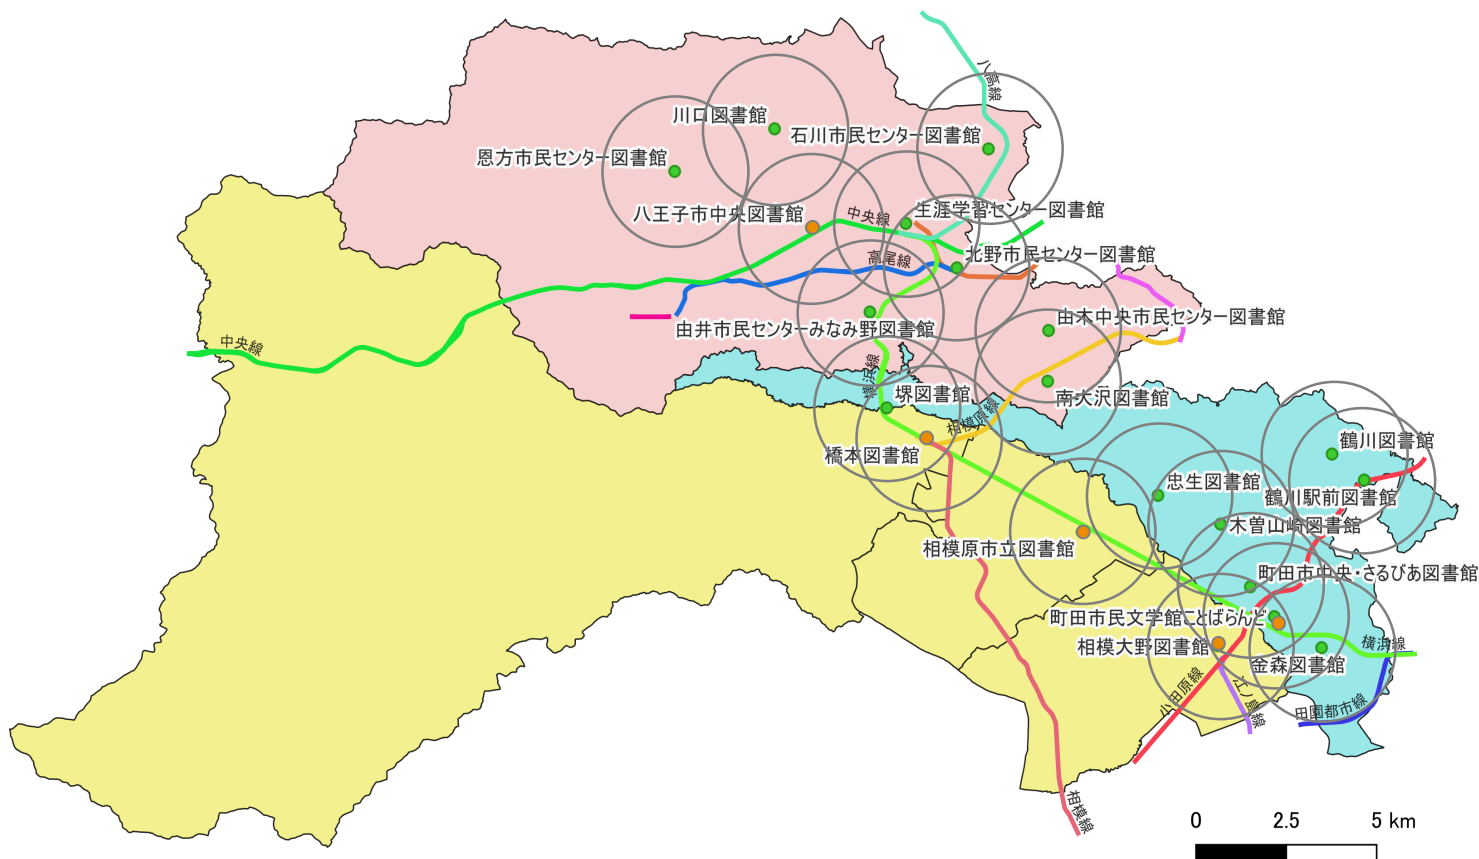 八高線
川口図書館
石川市民センター図書館
恩方市民センター図書館
八王子市中央図書館
中央線
生涯学習センター図書館
高尾線
北野市民センター図書館
由木中央市民センター図書館
由井市民センターみなみ野図書館
中央線
横浜線
堺図書館
南大沢図書館
相模原線
橋本図書館
鶴川図書館
忠生図書館
鶴川駅前図書館
木曽山崎図書館
相模原市立図書館
町田市中央・さるびあ図書館
町田市民文学館ことばらんど
相模大野図書館
横浜線
金森図書館
小田原線
江ノ島線
田園都市線
相模線
0 2.5 5 km